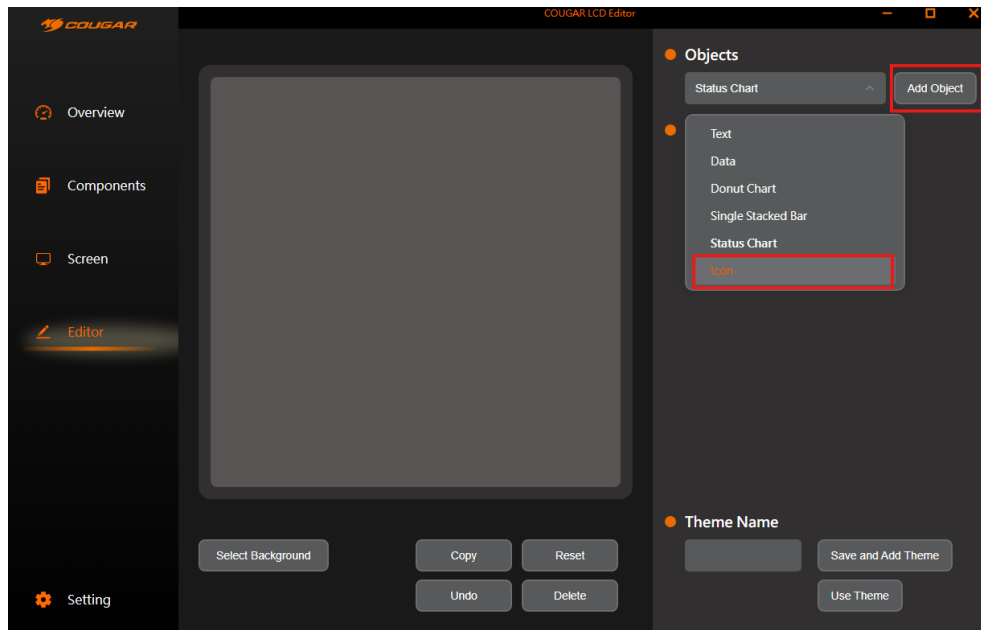 COUGAR
COUGAR LCD Editor
Overview
Components
Screen
Editor
Setting
Select Background
Copy
Reset
Undo
Delete
Objects
Status Chart
Add Object
Text
Data
Donut Chart
Single Stacked Bar
Status Chart
Icon
Theme Name
Save and Add Theme
Use Theme